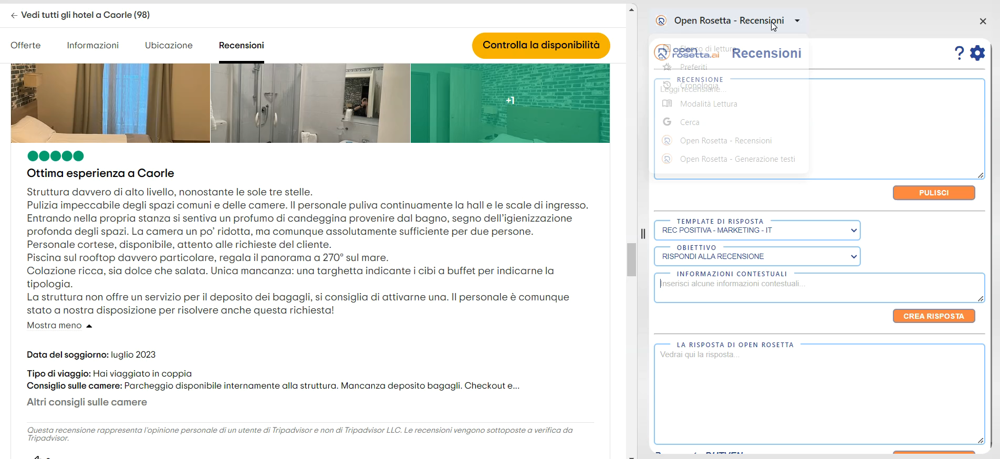 ← Vedi tutti gli hotel a Caorle (98)
Offerte
Informazioni
Ubicazione
Recensioni
Controlla la disponibilità
+1
Ottima esperienza a Caorle
Struttura davvero di alto livello, nonostante le sole tre stelle.
Pulizia impeccabile degli spazi comuni e delle camere. Il personale puliva continuamente la hall e le scale di ingresso.
Entrando nella propria stanza si sentiva un profumo di candeggina provenire dal bagno, segno dell’igienizzazione
profonda degli spazi. La camera un po’ ridotta, ma comunque assolutamente sufficiente per due persone.
Personale cortese, disponibile, attento alle richieste del cliente.
Piscina sul rooftop davvero particolare, regala il panorama a 270° sul mare.
Colazione ricca, sia dolce che salata. Unica mancanza: una targhetta indicante i cibi a buffet per indicarne la
tipologia.
La struttura non offre un servizio per il deposito dei bagagli, si consiglia di attivarne una. Il personale è comunque
stato a nostra disposizione per risolvere anche questa richiesta!
Mostra meno
Data del soggiorno: luglio 2023
Tipo di viaggio: Hai viaggiato in coppia
Consiglio sulle camere: Parcheggio disponibile internamente alla struttura. Mancanza deposito bagagli. Checkout e...
Altri consigli sulle camere
Questa recensione rappresenta l'opinione personale di un utente di Tripadvisor e non di Tripadvisor LLC. Le recensioni vengono sottoposte a verifica da
Tripadvisor.
Open Rosetta - Recensioni
open
rosetta.ai
Recensioni
?
Elenco di lettura
Preferiti
RECENSIONE
Cronologia
Leggi recensione...
Modalità Lettura
Cerca
Open Rosetta - Recensioni
Open Rosetta - Generazione testi
PULISCI
TEMPLATE DI RISPOSTA
REC POSITIVA - MARKETING - IT
OBIETTIVO
RISPONDI ALLA RECENSIONE
INFORMAZIONI CONTESTUALI
Inserisci alcune informazioni contestuali...
CREA RISPOSTA
LA RISPOSTA DI OPEN ROSETTA
Vedrai qui la risposta...